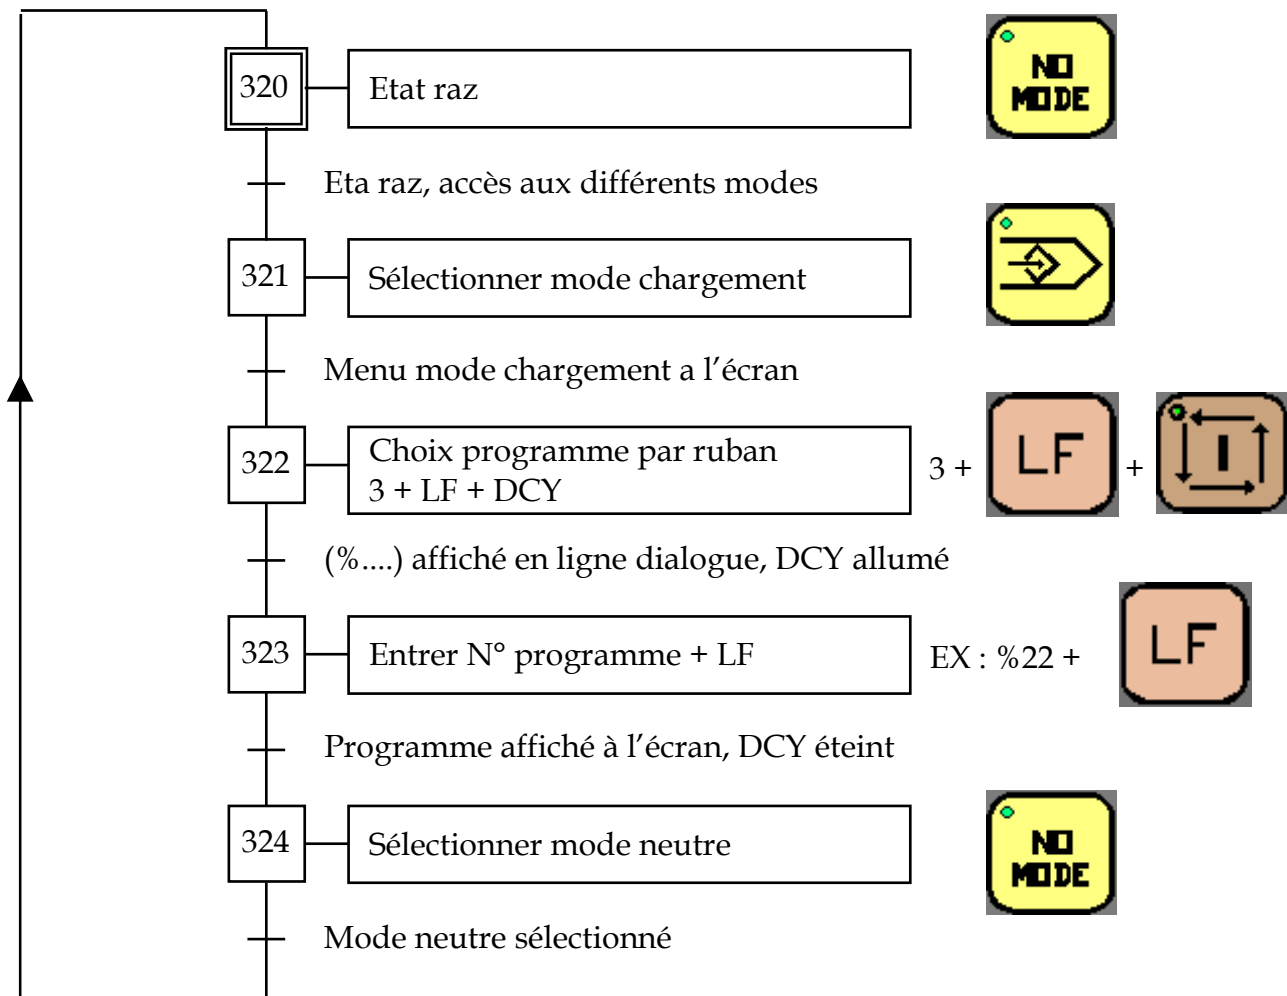 320
Etat raz
NO
MODE
Eta raz, accès aux différents modes
321
Sélectionner mode chargement
Menu mode chargement a l’écran
322
Choix programme par ruban
3 + LF + DCY
3 + LF + I
(%....) affiché en ligne dialogue, DCY allumé
323
Entrer N° programme + LF
EX : %22 + LF
Programme affiché à l’écran, DCY éteint
324
Sélectionner mode neutre
NO
MODE
Mode neutre sélectionné